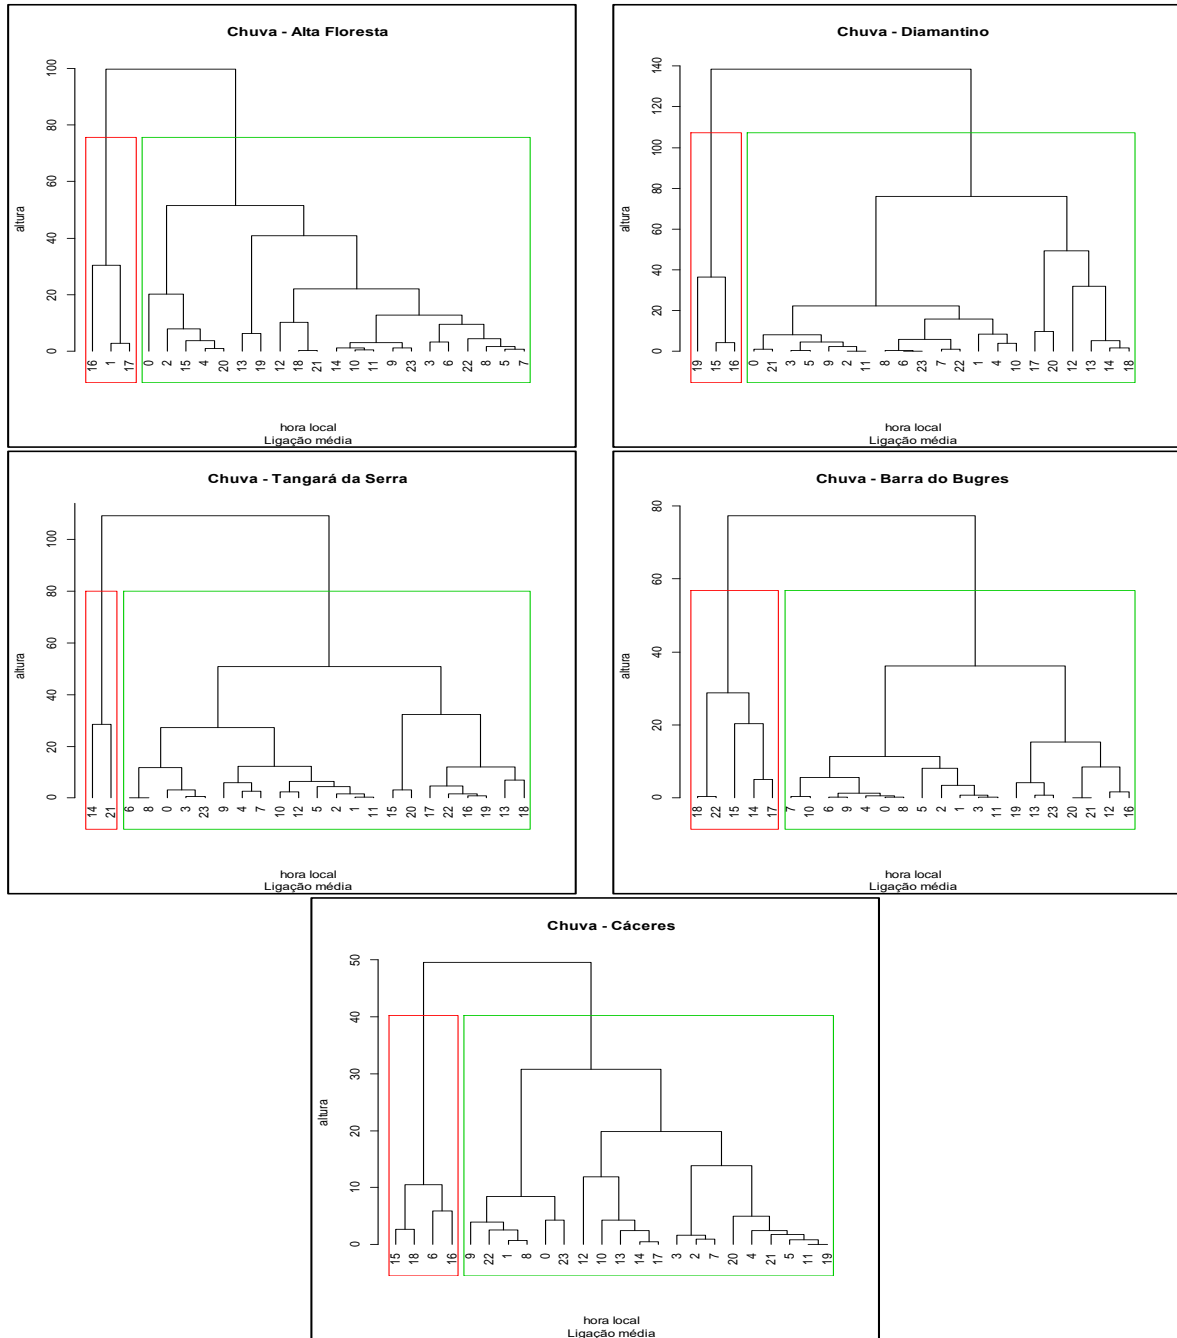 Chuva - Alta Floresta
altura
0 20 40 60 80 100
16 1 17 0 2 15 4 20 13 19 12 18 21 14 10 11 9 23 3 6 22 8 5 7
hora local
Ligação média
Chuva - Diamantino
altura
0 20 40 60 80 100 120 140
19 15 16 0 21 3 5 9 2 11 8 6 23 7 22 1 4 10 17 20 12 13 14 18
hora local
Ligação média
Chuva - Tangará da Serra
altura
0 20 40 60 80 100
14 21 6 8 0 3 23 9 4 7 10 12 5 2 1 11 15 20 17 22 16 19 13 18
hora local
Ligação média
Chuva - Barra do Bugres
altura
0 20 40 60 80
18 22 15 14 17 7 10 6 9 4 0 8 5 2 1 3 11 19 13 23 20 21 12 16
hora local
Ligação média
Chuva - Cáceres
altura
0 10 20 30 40 50
15 18 6 16 9 22 1 8 0 23 12 10 13 14 17 3 2 7 20 4 21 5 11 19
hora local
Ligação média